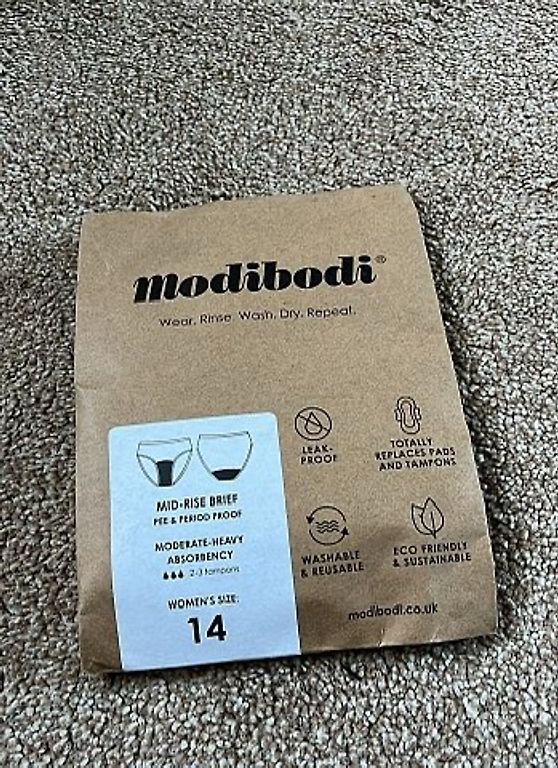 modibodi®
Wear. Rinse. Wash. Dry. Repeat.
LEAK-
PROOF
TOTALLY
REPLACES PADS
AND TAMPONS
MID-RISE BRIEF
PEE & PERIOD PROOF
MODERATE-HEAVY
ABSORBENCY
2-3 tampons
WOMEN'S SIZE:
14
WASHABLE
& REUSABLE
ECO FRIENDLY
& SUSTAINABLE
modibodi.co.uk